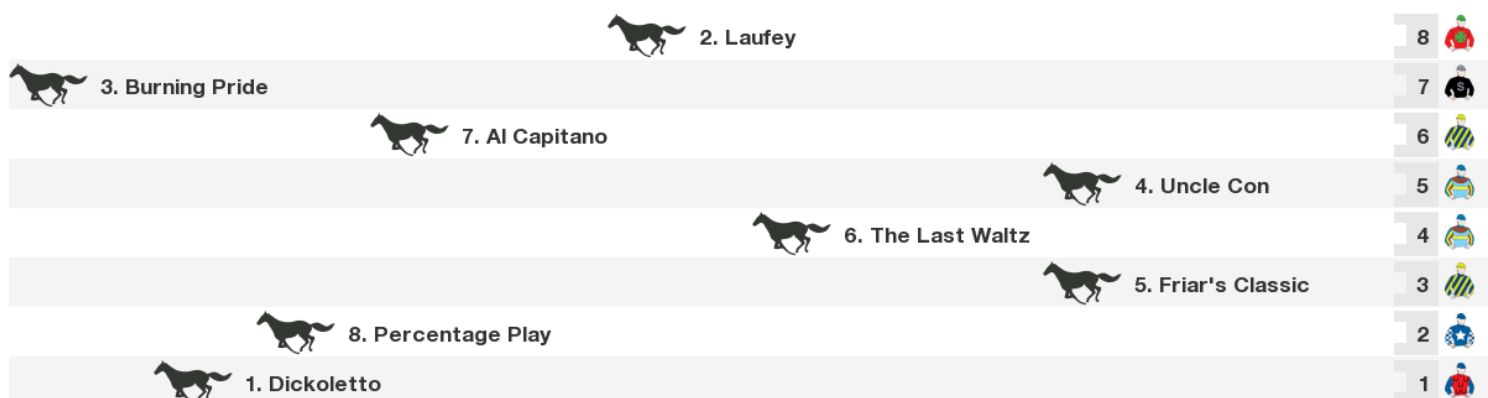 2. Laufey 8
3. Burning Pride 7 S
7. Al Capitano 6
4. Uncle Con 5
6. The Last Waltz 4
5. Friar's Classic 3
8. Percentage Play 2
1. Dickoletto 1